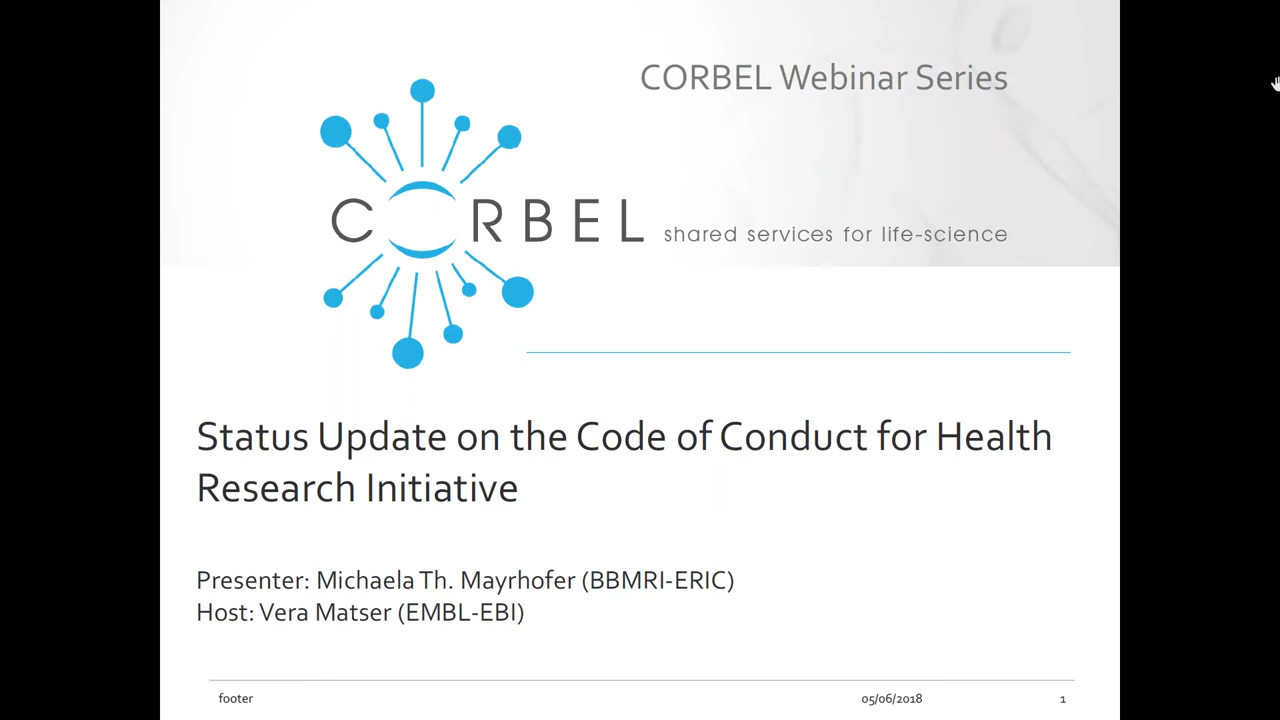 CORBEL Webinar Series
CORBEL shared services for life-science
Status Update on the Code of Conduct for Health
Research Initiative
Presenter: Michaela Th. Mayrhofer (BBMRI-ERIC)
Host: Vera Matser (EMBL-EBI)
footer 05/06/2018 1